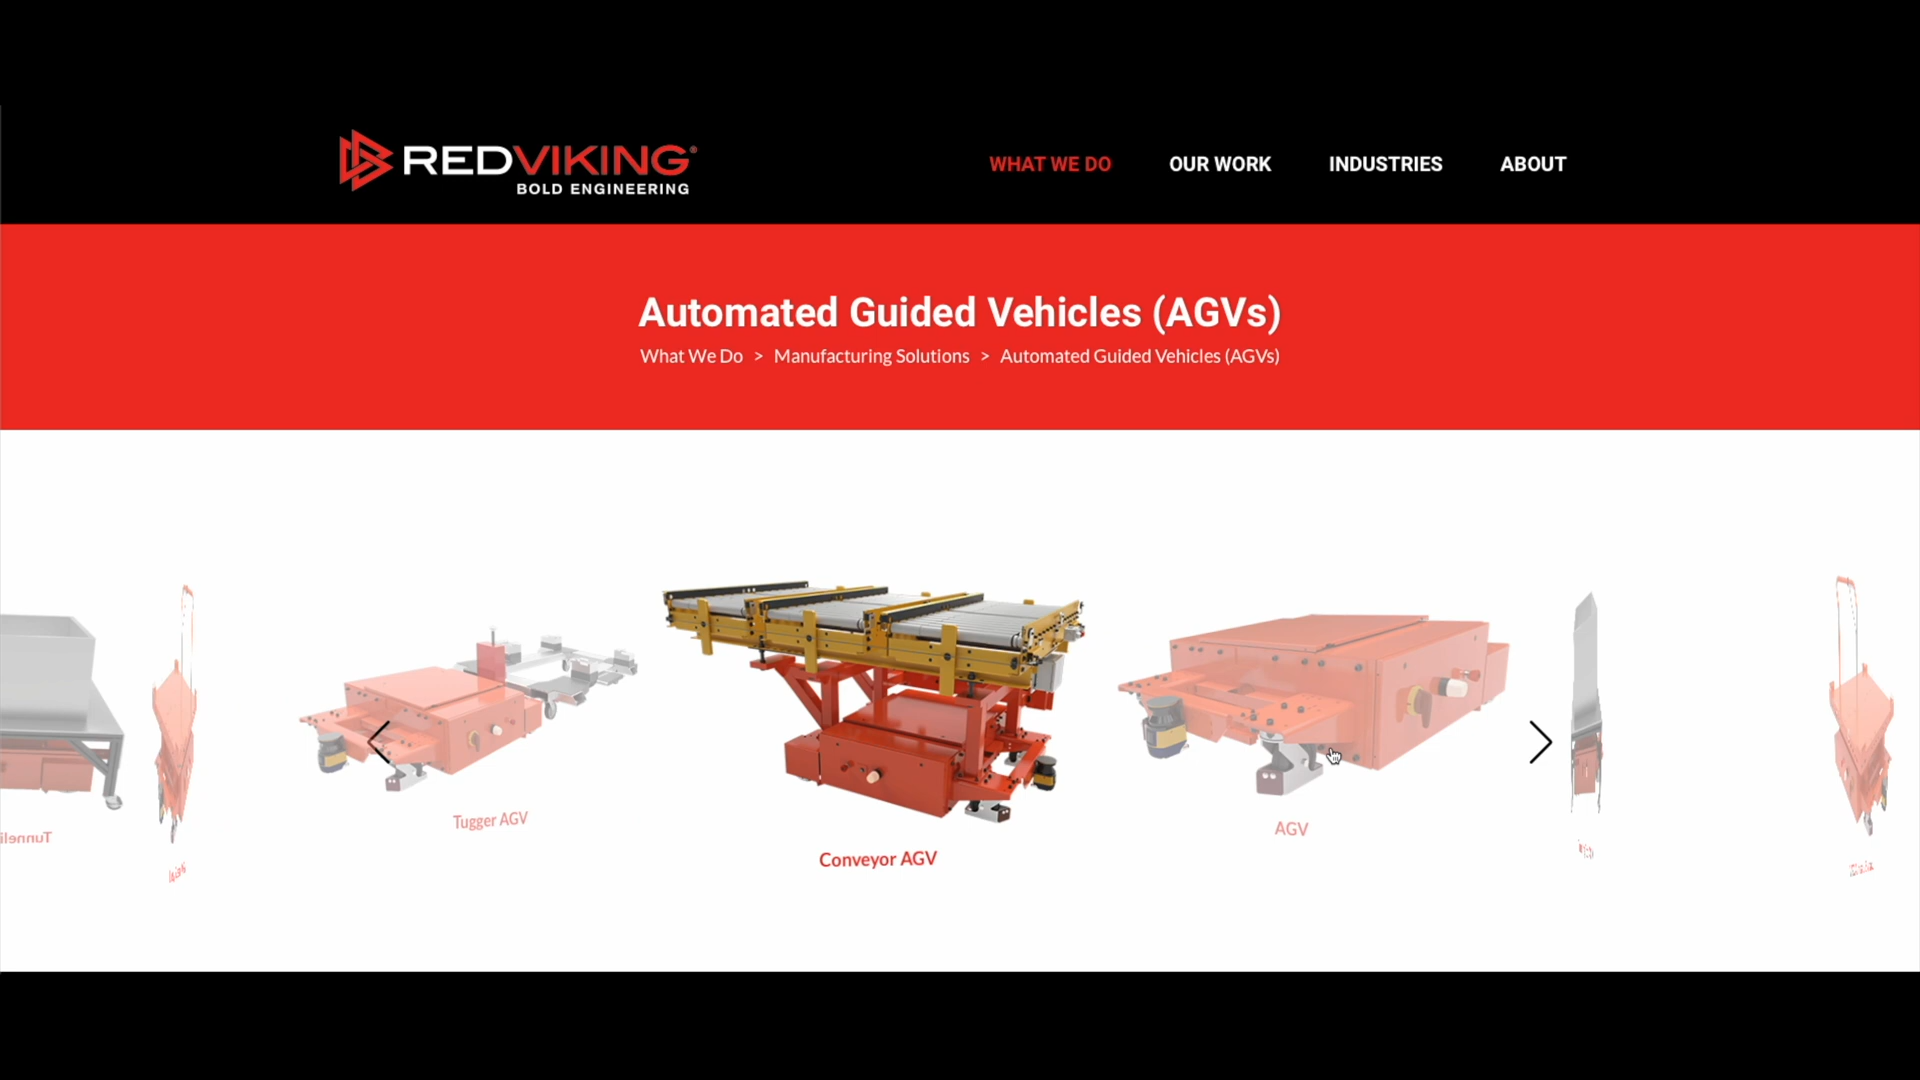 REDVIKING®
BOLD ENGINEERING
WHAT WE DO
OUR WORK
INDUSTRIES
ABOUT
Automated Guided Vehicles (AGVs)
What We Do > Manufacturing Solutions > Automated Guided Vehicles (AGVs)
Tugger AGV
Conveyor AGV
AGV